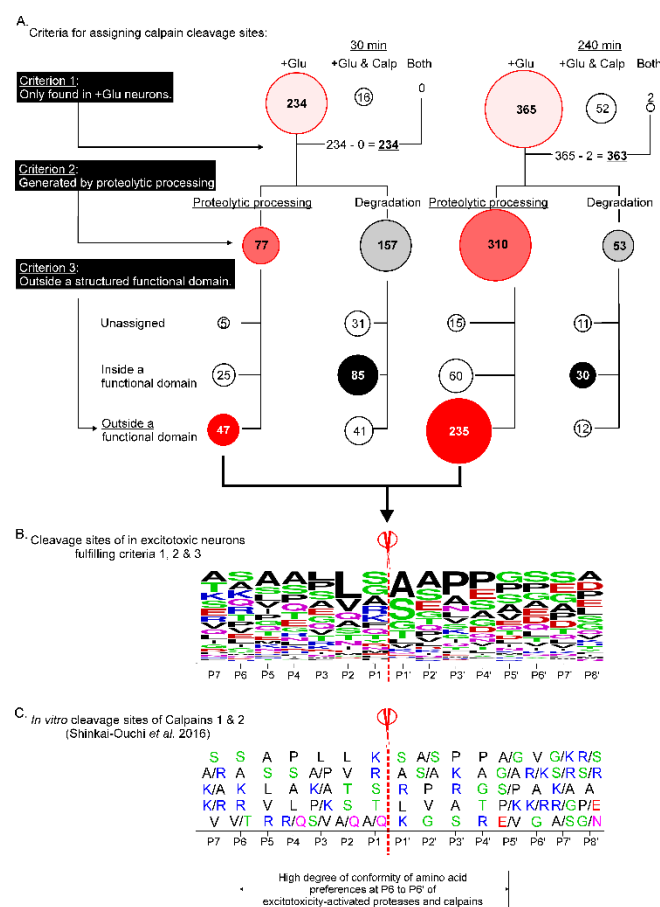 A.
Criteria for assigning calpain cleavage sites:
30 min
240 min
+Glu
+Glu & Calp
Both
+Glu
+Glu & Calp
Both
Criterion 1:
Only found in +Glu neurons.
234
16
0
365
52
2
234 - 0 = 234
365 - 2 = 363
Criterion 2:
Generated by proteolytic processing
Proteolytic processing
Degradation
Proteolytic processing
Degradation
77
157
310
53
Criterion 3:
Outside a structured functional domain.
Unassigned
5
31
15
11
Inside a
functional domain
25
85
60
30
Outside a
functional domain
47
41
235
12
B.
Cleavage sites of in excitotoxic neurons
fulfilling criteria 1, 2 & 3
A S A A L L S A A P P G S S A
P7 P6 P5 P4 P3 P2 P1 P1' P2' P3' P4' P5' P6' P7' P8'
C.
In vitro cleavage sites of Calpains 1 & 2
(Shinkai-Ouchi et al. 2016)
S S A P L L K S A/S P P A/G V G/K R/S
A/R A S S A/P V R A S/A K A G/A R/K S/R S/R
K/A K L A K/A T S R P R G S/P A K/A A
K/R R V L P/K S T L V A T P/K K/R R/G P/E
V V/T R R/Q S/V A/Q A/Q K G S R E/V G A/S G/N
P7 P6 P5 P4 P3 P2 P1 P1' P2' P3' P4' P5' P6' P7' P8'
High degree of conformity of amino acid
preferences at P6 to P6' of
excitotoxicity-activated proteases and calpains